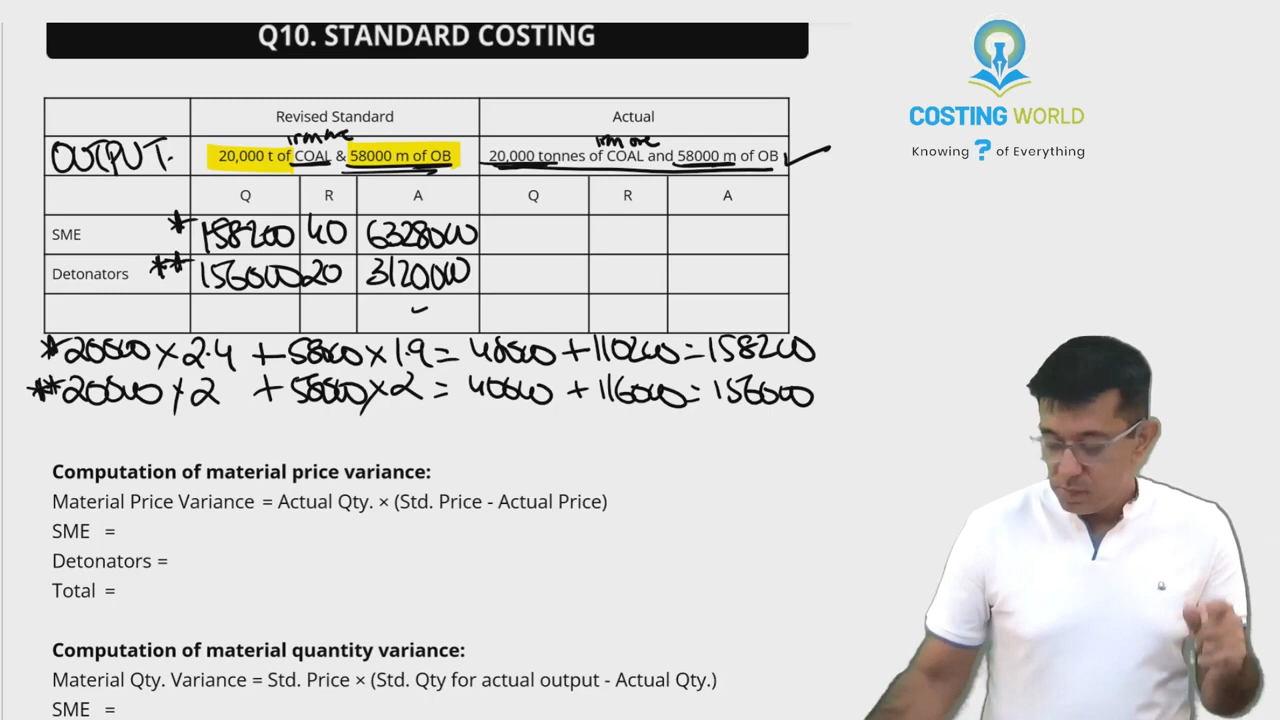 Q10. STANDARD COSTING
COSTING WORLD
Knowing ? of Everything
Revised Standard Actual
iron ore iron ore
OUTPUT. 20,000 t of COAL & 58000 m of OB 20,000 tonnes of COAL and 58000 m of OB
Q R A Q R A
SME * 158200 40 6328000
Detonators ** 156000 20 3120000
* 20000 × 2.4 + 58000 × 1.9 = 48000 + 110200 = 158200
** 20000 × 2 + 58000 × 2 = 40000 + 116000 = 156000
Computation of material price variance:
Material Price Variance = Actual Qty. × (Std. Price - Actual Price)
SME =
Detonators =
Total =
Computation of material quantity variance:
Material Qty. Variance = Std. Price × (Std. Qty for actual output - Actual Qty.)
SME =